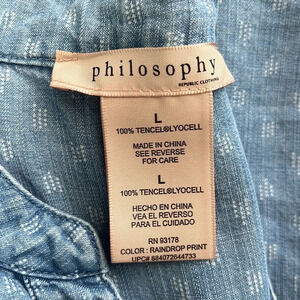 philosophy
REPUBLIC CLOTHING
L
100% TENCEL®LYOCELL
MADE IN CHINA
SEE REVERSE
FOR CARE
L
100% TENCEL®LYOCELL
HECHO EN CHINA
VEA EL REVERSO
PARA EL CUIDADO
RN 93178
COLOR : RAINDROP PRINT
UPC# 884072644733